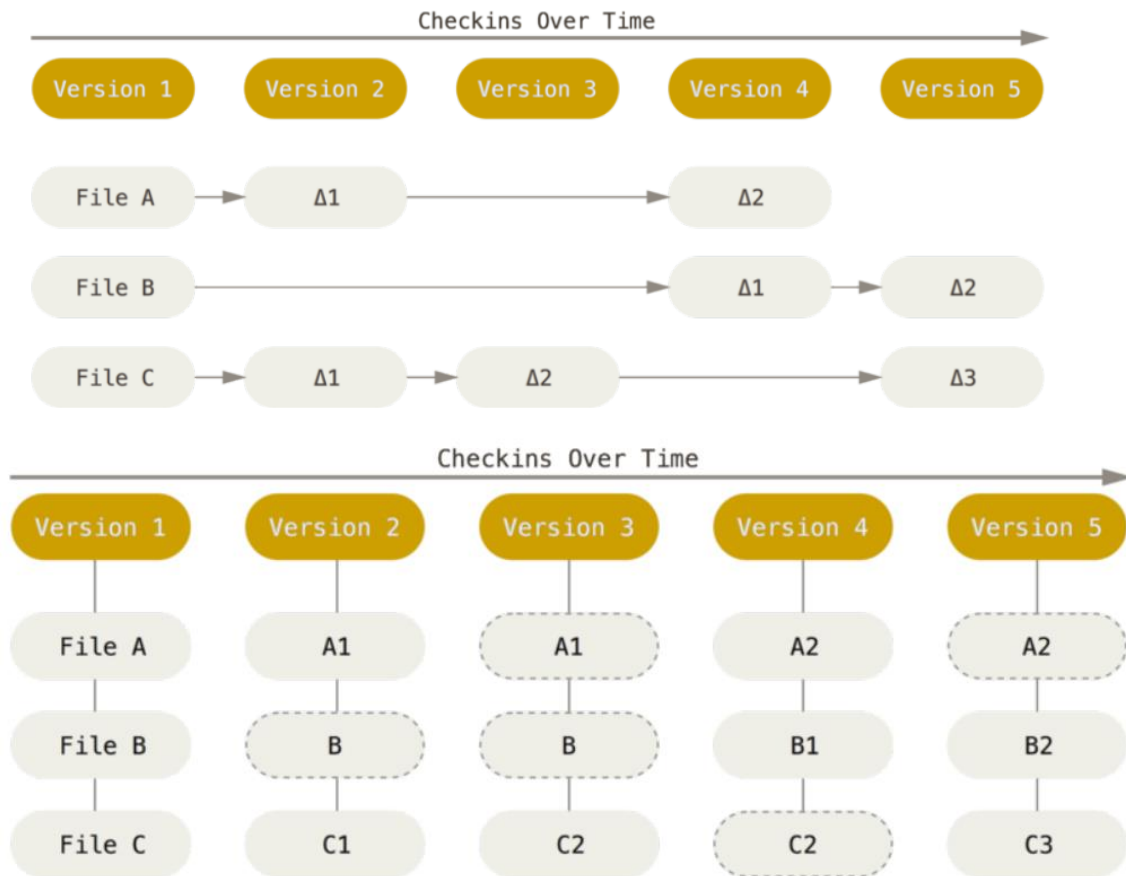 Checkins Over Time
Version 1 Version 2 Version 3 Version 4 Version 5
File A Δ1 Δ2
File B Δ1 Δ2
File C Δ1 Δ2 Δ3
Checkins Over Time
Version 1 Version 2 Version 3 Version 4 Version 5
File A A1 A1 A2 A2
File B B B B1 B2
File C C1 C2 C2 C3